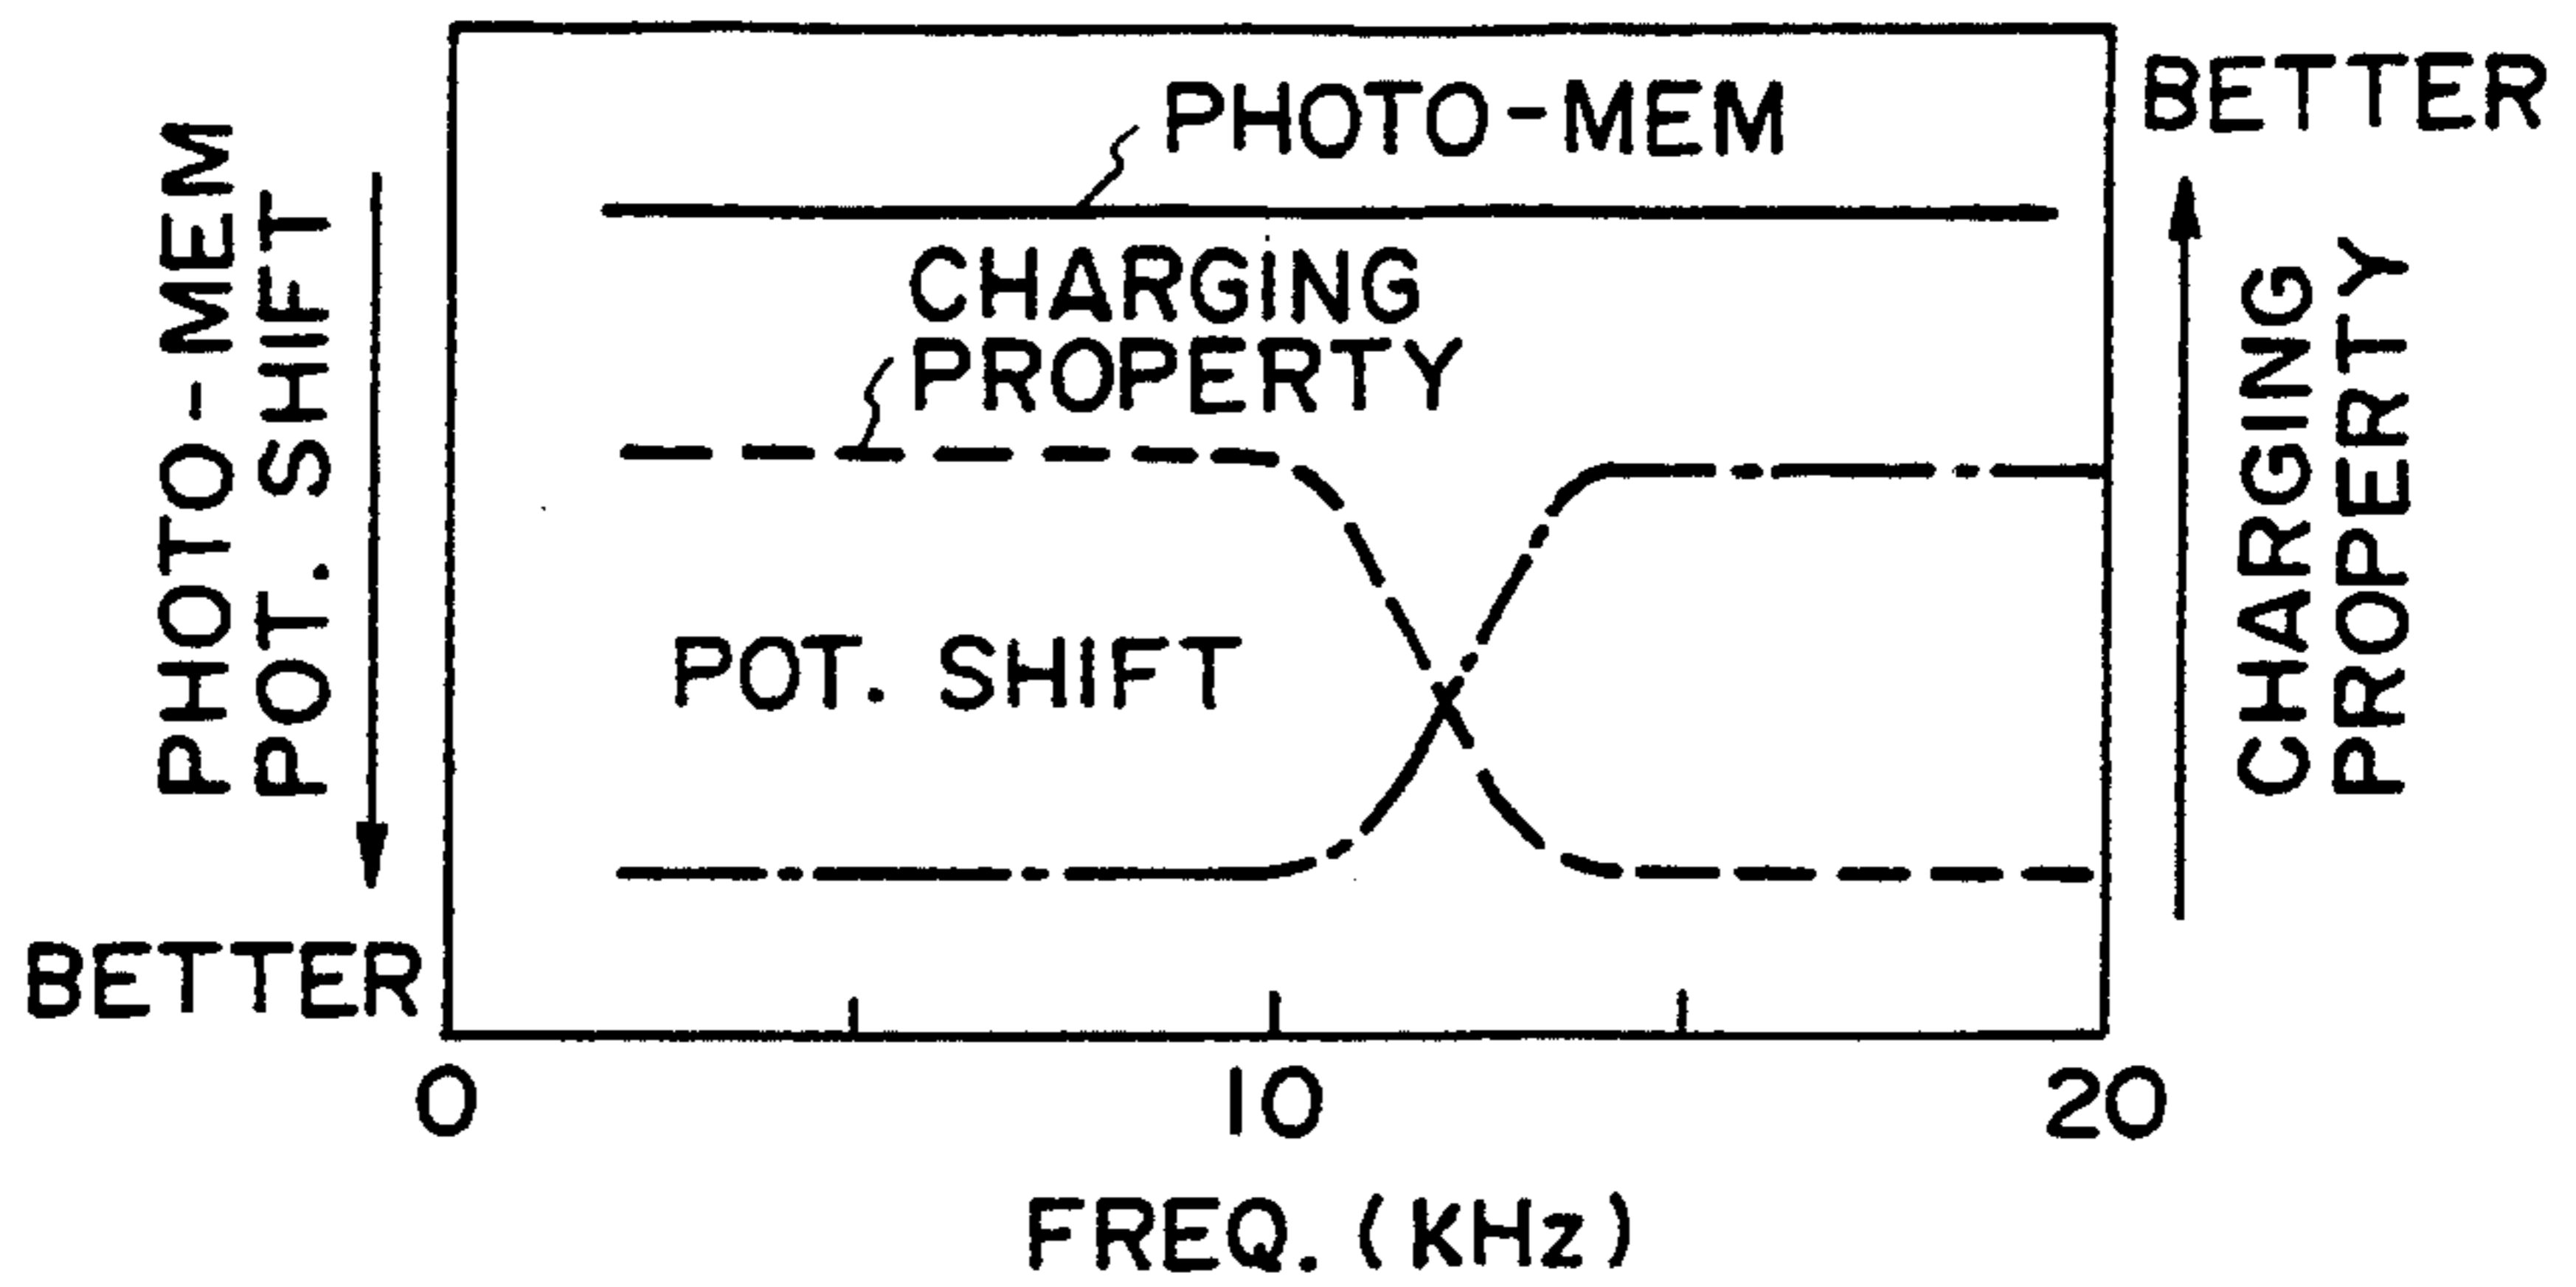 PHOTO-MEM
POT. SHIFT
BETTER
PHOTO-MEM
CHARGING
PROPERTY
POT. SHIFT
BETTER
CHARGING
PROPERTY
0 10 20
FREQ. (KHz)